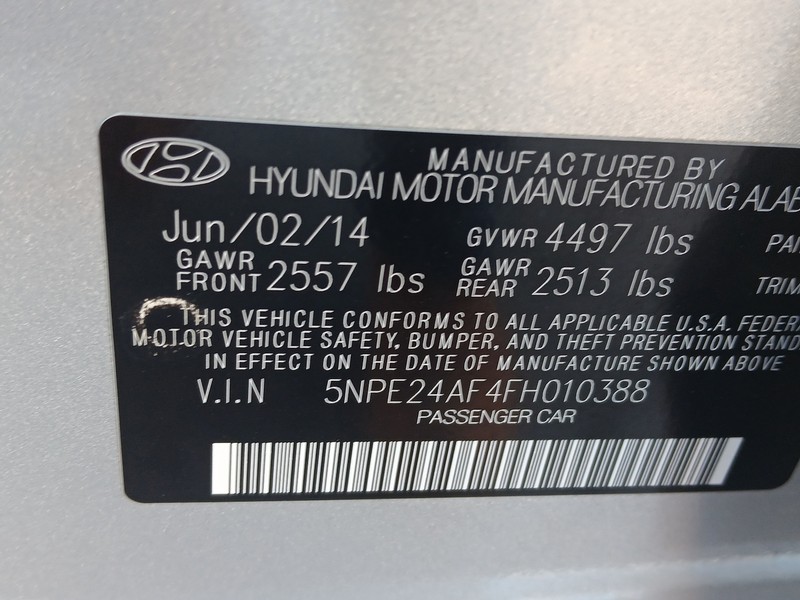 MANUFACTURED BY
HYUNDAI MOTOR MANUFACTURING ALAB
Jun/02/14 GVWR 4497 lbs PAI
GAWR FRONT 2557 lbs GAWR REAR 2513 lbs TRIM
THIS VEHICLE CONFORMS TO ALL APPLICABLE U.S.A. FEDER
MOTOR VEHICLE SAFETY, BUMPER, AND THEFT PREVENTION STAND
IN EFFECT ON THE DATE OF MANUFACTURE SHOWN ABOVE
V.I.N 5NPE24AF4FH010388
PASSENGER CAR